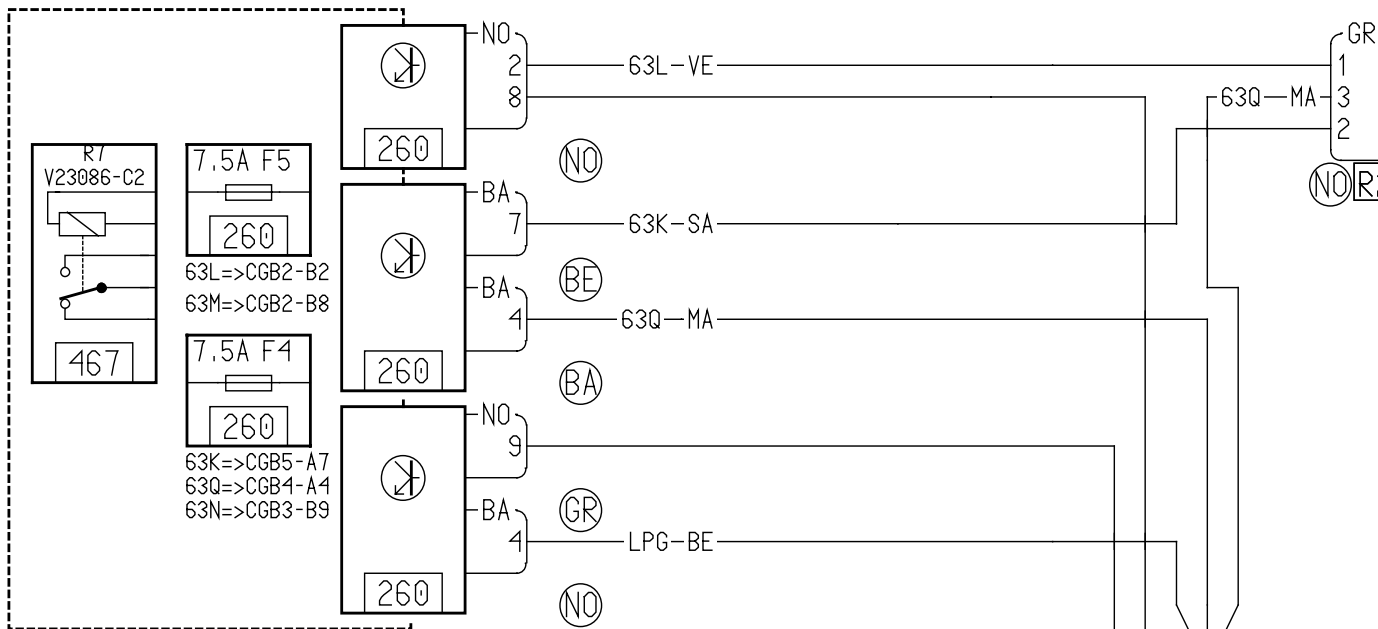 NO
2
8
260
NO
63L-VE
GR
1
63Q-MA
3
2
NO
R7
V23086-C2
467
7.5A F5
260
63L=>CGB2-B2
63M=>CGB2-B8
7.5A F4
260
63K=>CGB5-A7
63Q=>CGB4-A4
63N=>CGB3-B9
BA
7
63K-SA
BE
BA
4
63Q-MA
260
BA
NO
9
GR
BA
4
LPG-BE
260
NO